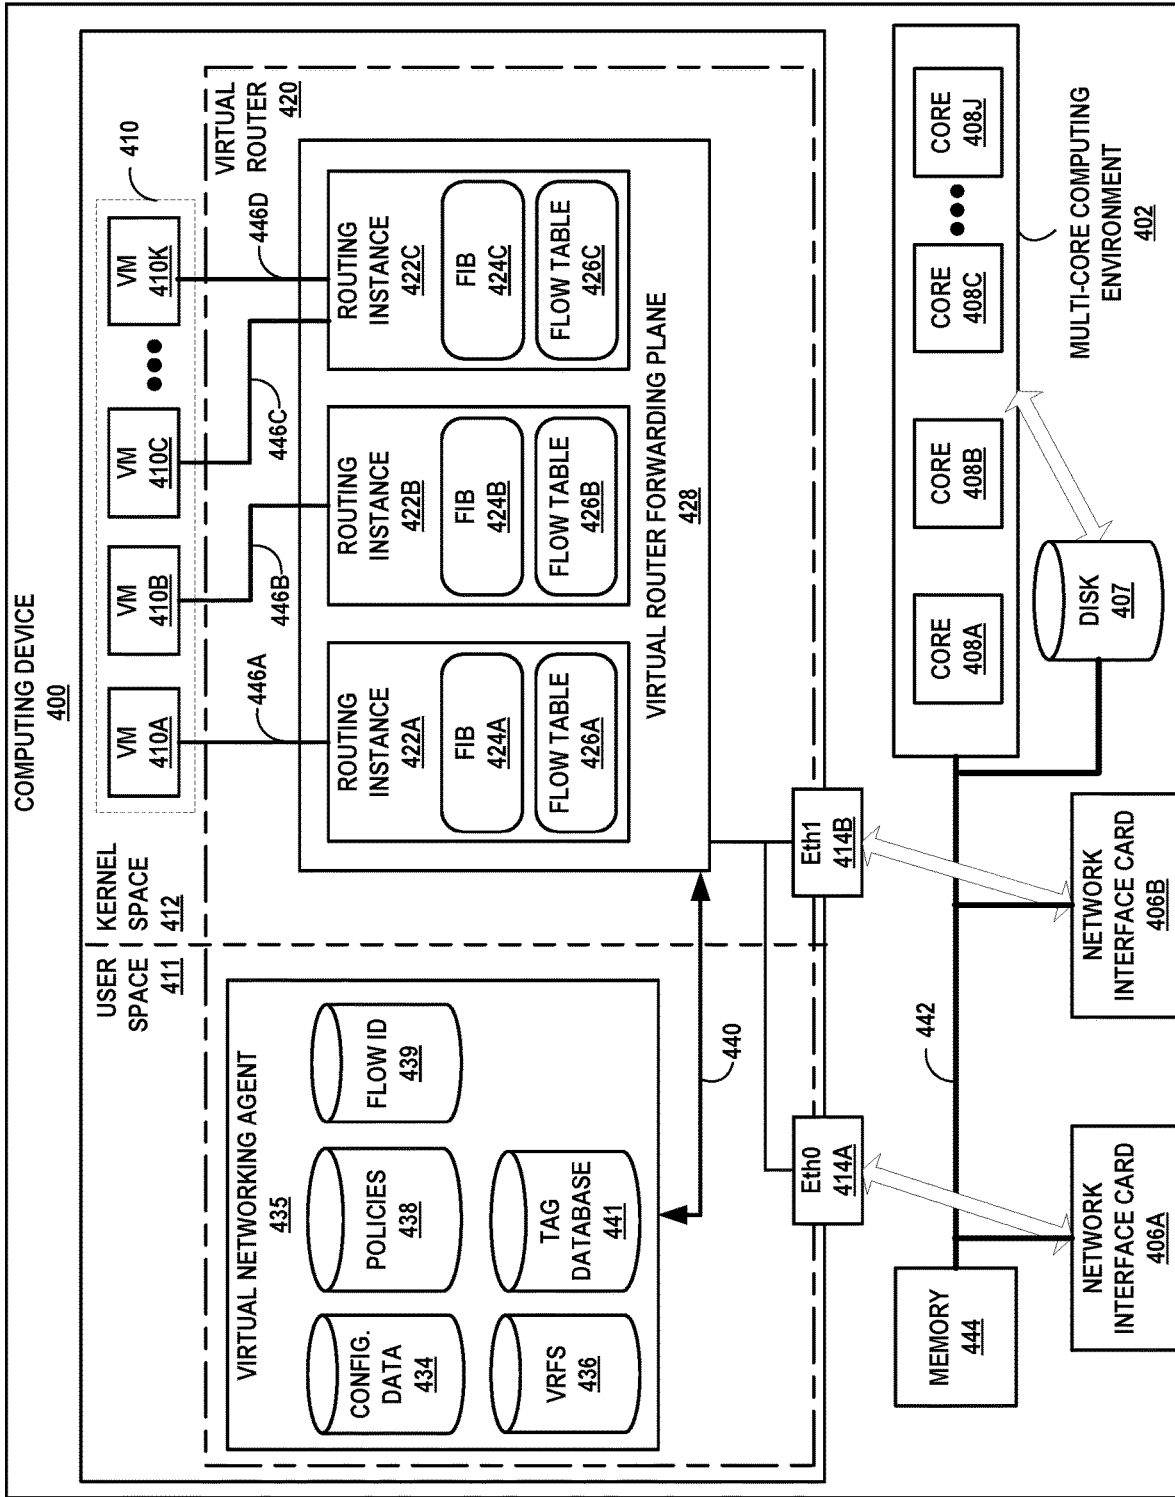 COMPUTING DEVICE
400
USER
SPACE
411
KERNEL
SPACE
412
VM
410A
VM
410B
VM
410C
VM
410K
410
446A
446B
446C
446D
VIRTUAL
ROUTER
420
VIRTUAL NETWORKING AGENT
435
CONFIG.
DATA
434
POLICIES
438
FLOW ID
439
VRFS
436
TAG
DATABASE
441
440
ROUTING
INSTANCE
422A
FIB
424A
FLOW TABLE
426A
ROUTING
INSTANCE
422B
FIB
424B
FLOW TABLE
426B
ROUTING
INSTANCE
422C
FIB
424C
FLOW TABLE
426C
VIRTUAL ROUTER FORWARDING PLANE
428
Eth0
414A
Eth1
414B
MEMORY
444
442
CORE
408A
CORE
408B
CORE
408C
CORE
408J
NETWORK
INTERFACE CARD
406A
NETWORK
INTERFACE CARD
406B
DISK
407
MULTI-CORE COMPUTING
ENVIRONMENT
402